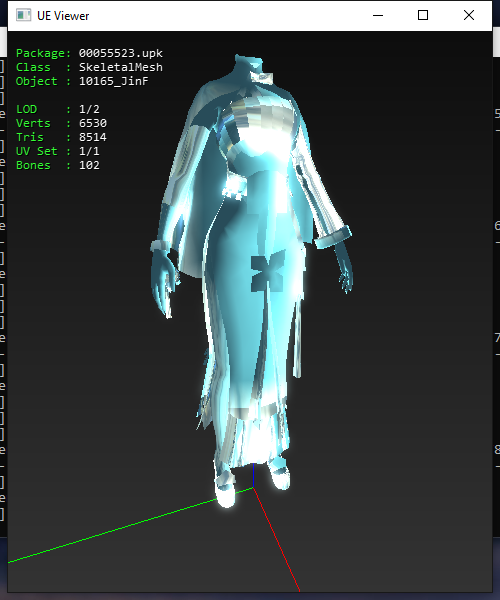 UE Viewer
Package: 00055523.upk
Class  : SkeletalMesh
Object : 10165_JinF
LOD    : 1/2
Verts  : 6530
Tris   : 8514
UV Set : 1/1
Bones  : 102